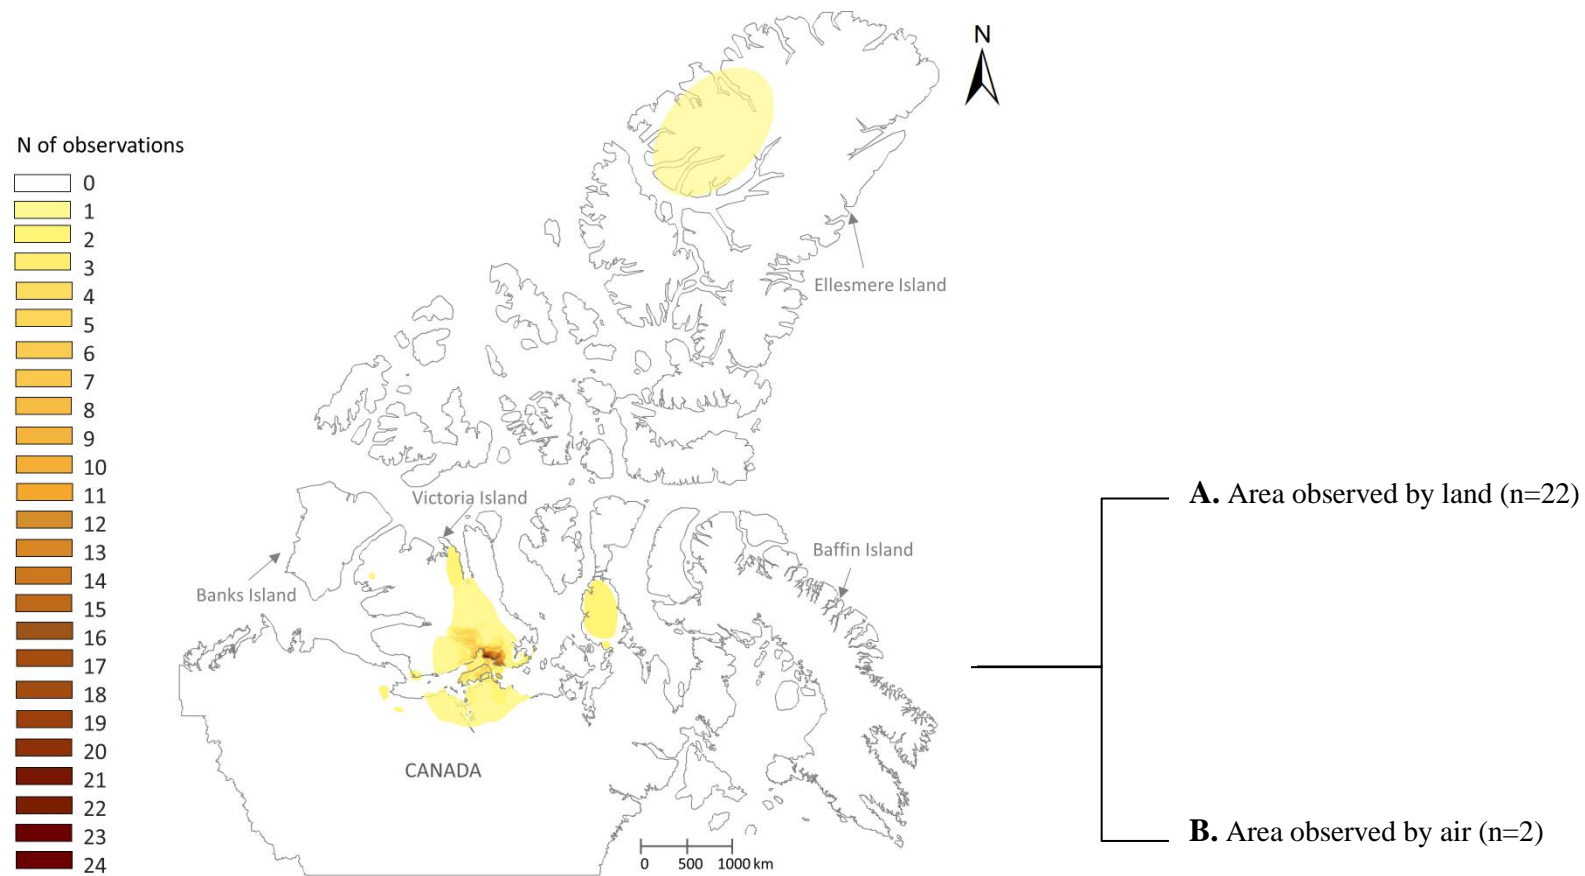 N
N of observations
0
1
2
3
4
5
6
7
8
9
10
11
12
13
14
15
16
17
18
19
20
21
22
23
24
Ellesmere Island
Victoria Island
Banks Island
Baffin Island
CANADA
0 500 1000 km
A. Area observed by land (n=22)
B. Area observed by air (n=2)